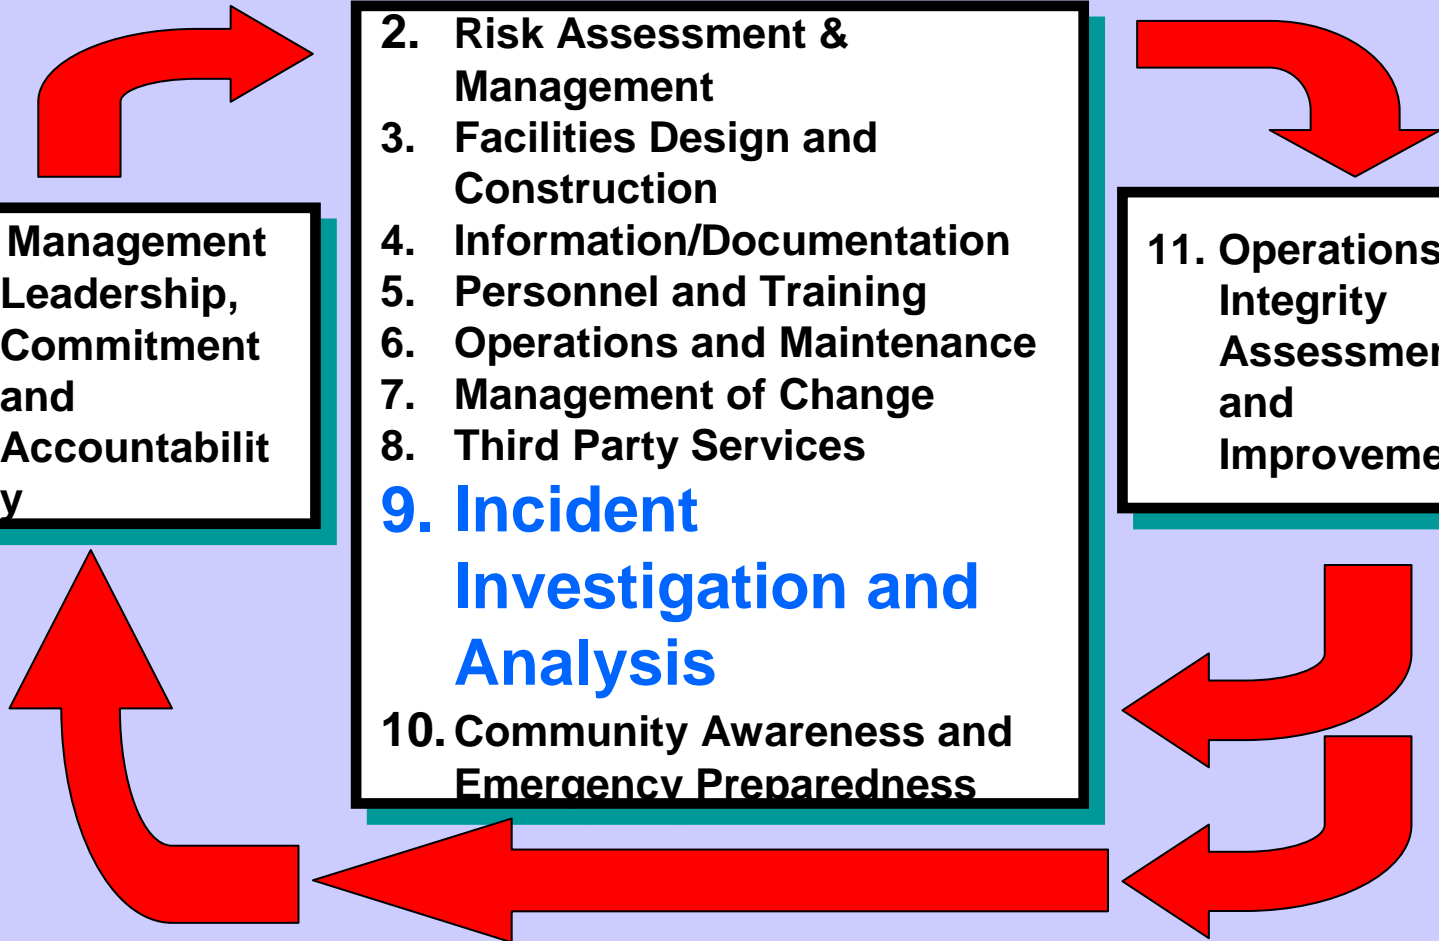 Management
Leadership,
Commitment
and
Accountabilit
y
2. Risk Assessment &
Management
3. Facilities Design and
Construction
4. Information/Documentation
5. Personnel and Training
6. Operations and Maintenance
7. Management of Change
8. Third Party Services
9. Incident
Investigation and
Analysis
10. Community Awareness and
Emergency Preparedness
11. Operations
Integrity
Assessmen
and
Improveme